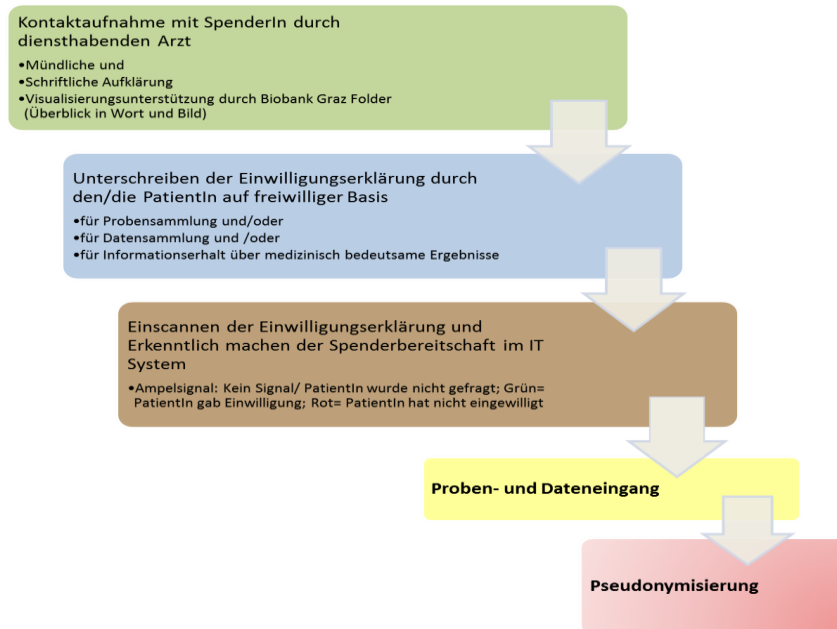 Kontaktaufnahme mit SpenderIn durch
diensthabenden Arzt
•Mündliche und
•Schriftliche Aufklärung
•Visualisierungsunterstützung durch Biobank Graz Folder
(Überblick in Wort und Bild)
Unterschreiben der Einwilligungserklärung durch
den/die PatientIn auf freiwilliger Basis
•für Probensammlung und/oder
•für Datensammlung und /oder
•für Informationserhalt über medizinisch bedeutsame Ergebnisse
Einscannen der Einwilligungserklärung und
Erkenntlich machen der Spenderbereitschaft im IT
System
•Ampelsignal: Kein Signal/ PatientIn wurde nicht gefragt; Grün=
PatientIn gab Einwilligung; Rot= PatientIn hat nicht eingewilligt
Proben- und Dateneingang
Pseudonymisierung